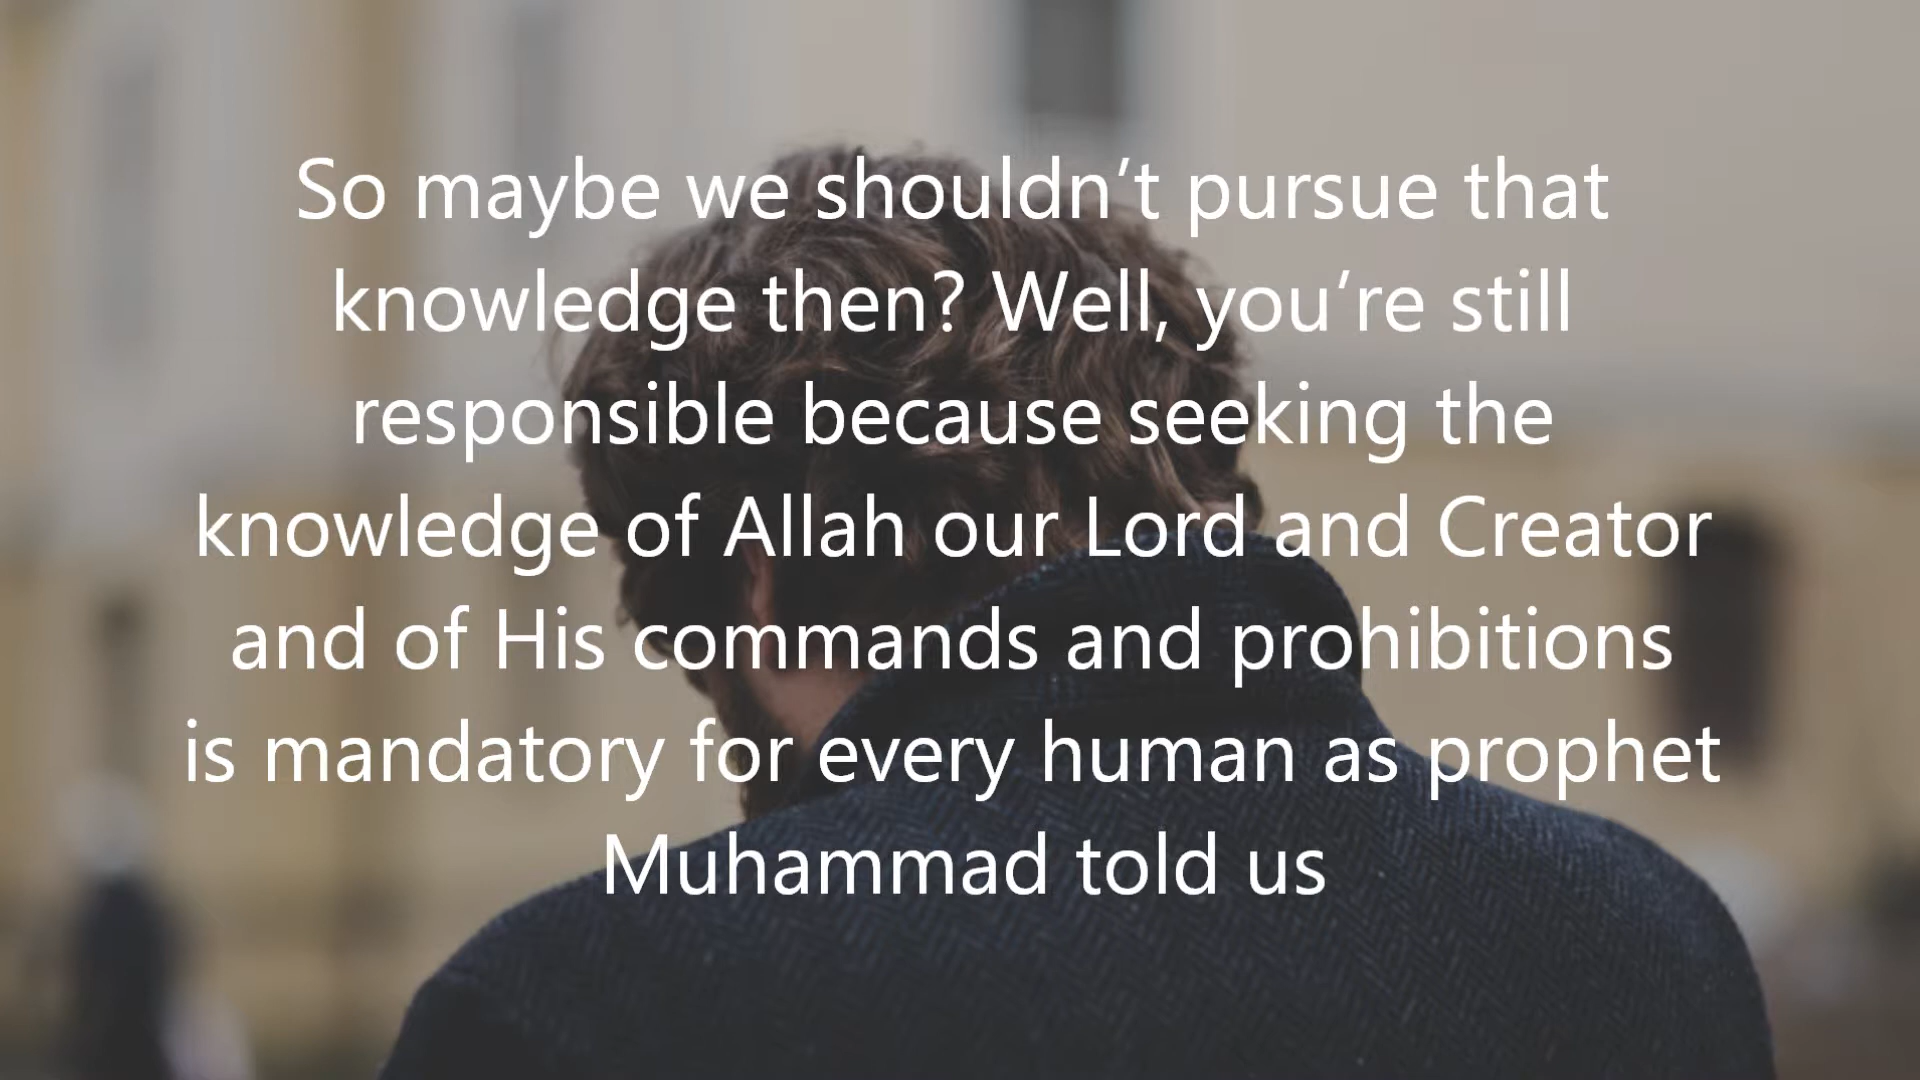 So maybe we shouldn’t pursue that
knowledge then? Well, you’re still
responsible because seeking the
knowledge of Allah our Lord and Creator
and of His commands and prohibitions
is mandatory for every human as prophet
Muhammad told us